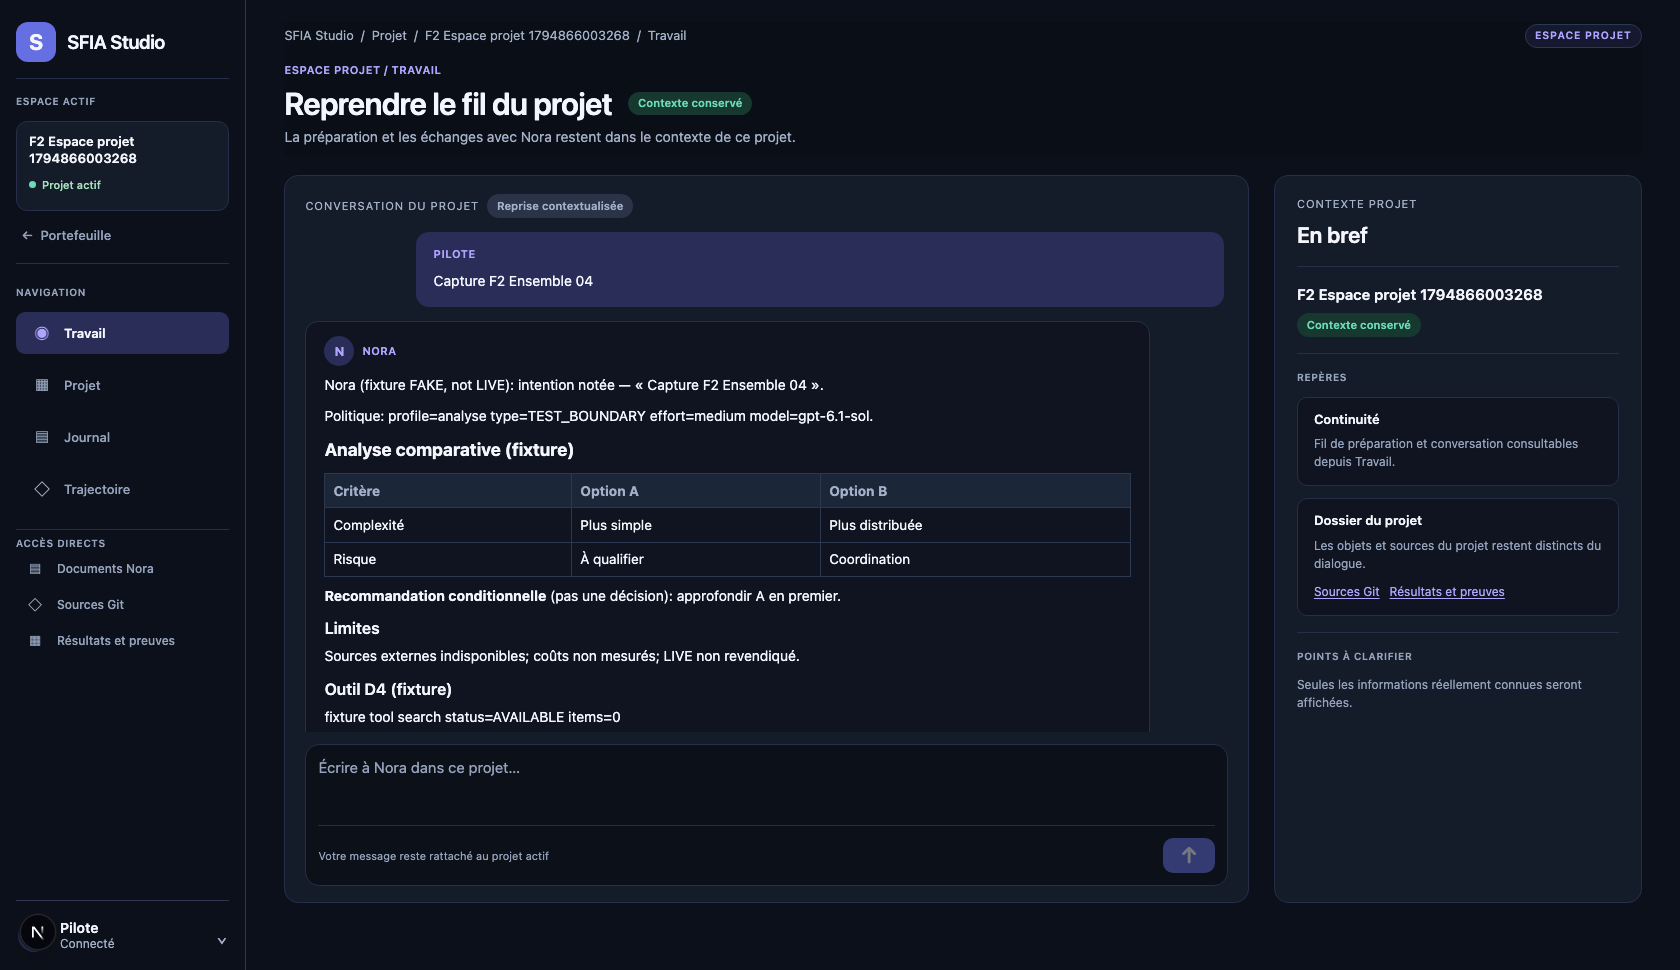 S SFIA Studio
ESPACE ACTIF
F2 Espace projet
1794866003268
Projet actif
← Portefeuille
NAVIGATION
Travail
Projet
Journal
Trajectoire
ACCÈS DIRECTS
Documents Nora
Sources Git
Résultats et preuves
N Pilote
Connecté
SFIA Studio / Projet / F2 Espace projet 1794866003268 / Travail
ESPACE PROJET
ESPACE PROJET / TRAVAIL
Reprendre le fil du projet Contexte conservé
La préparation et les échanges avec Nora restent dans le contexte de ce projet.
CONVERSATION DU PROJET Reprise contextualisée
PILOTE
Capture F2 Ensemble 04
N NORA
Nora (fixture FAKE, not LIVE): intention notée — « Capture F2 Ensemble 04 ».
Politique: profile=analyse type=TEST_BOUNDARY effort=medium model=gpt-6.1-sol.
Analyse comparative (fixture)
Critère Option A Option B
Complexité Plus simple Plus distribuée
Risque À qualifier Coordination
Recommandation conditionnelle (pas une décision): approfondir A en premier.
Limites
Sources externes indisponibles; coûts non mesurés; LIVE non revendiqué.
Outil D4 (fixture)
fixture tool search status=AVAILABLE items=0
Écrire à Nora dans ce projet...
Votre message reste rattaché au projet actif
CONTEXTE PROJET
En bref
F2 Espace projet 1794866003268
Contexte conservé
REPÈRES
Continuité
Fil de préparation et conversation consultables
depuis Travail.
Dossier du projet
Les objets et sources du projet restent distincts du
dialogue.
Sources Git Résultats et preuves
POINTS À CLARIFIER
Seules les informations réellement connues seront
affichées.